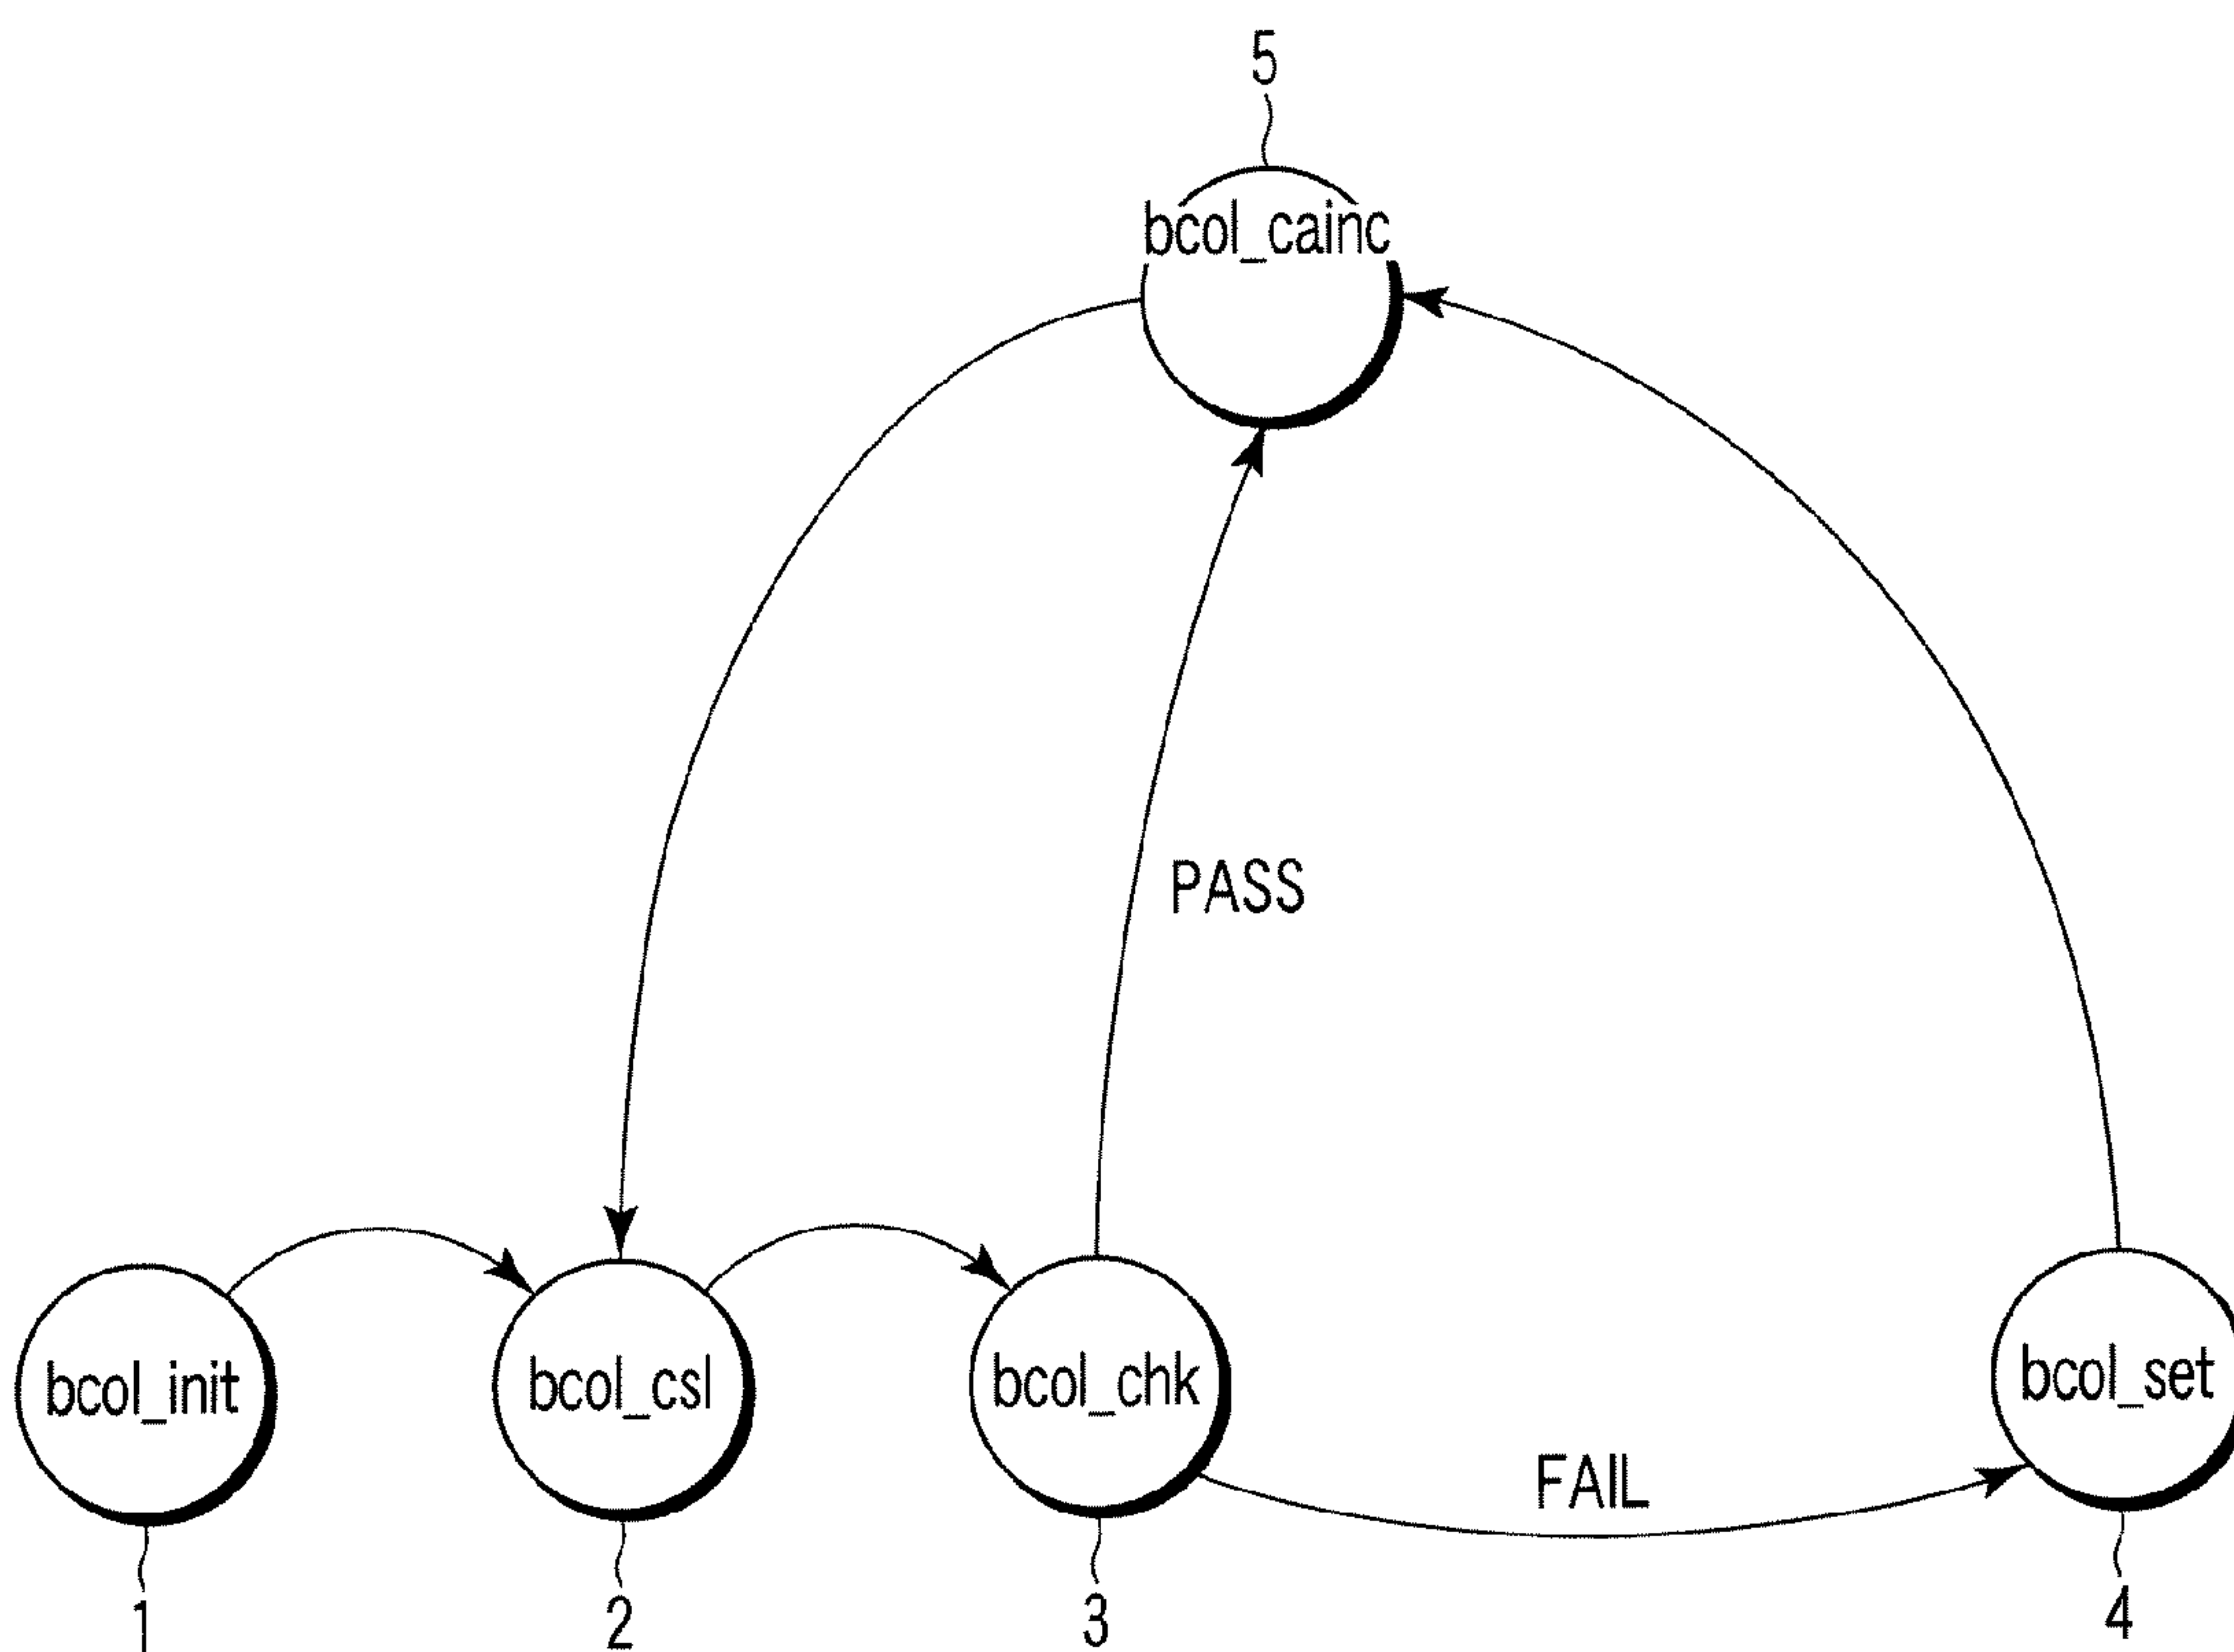 5
bcol_cainc
PASS
bcol_init
bcol_csl
bcol_chk
bcol_set
FAIL
1
2
3
4